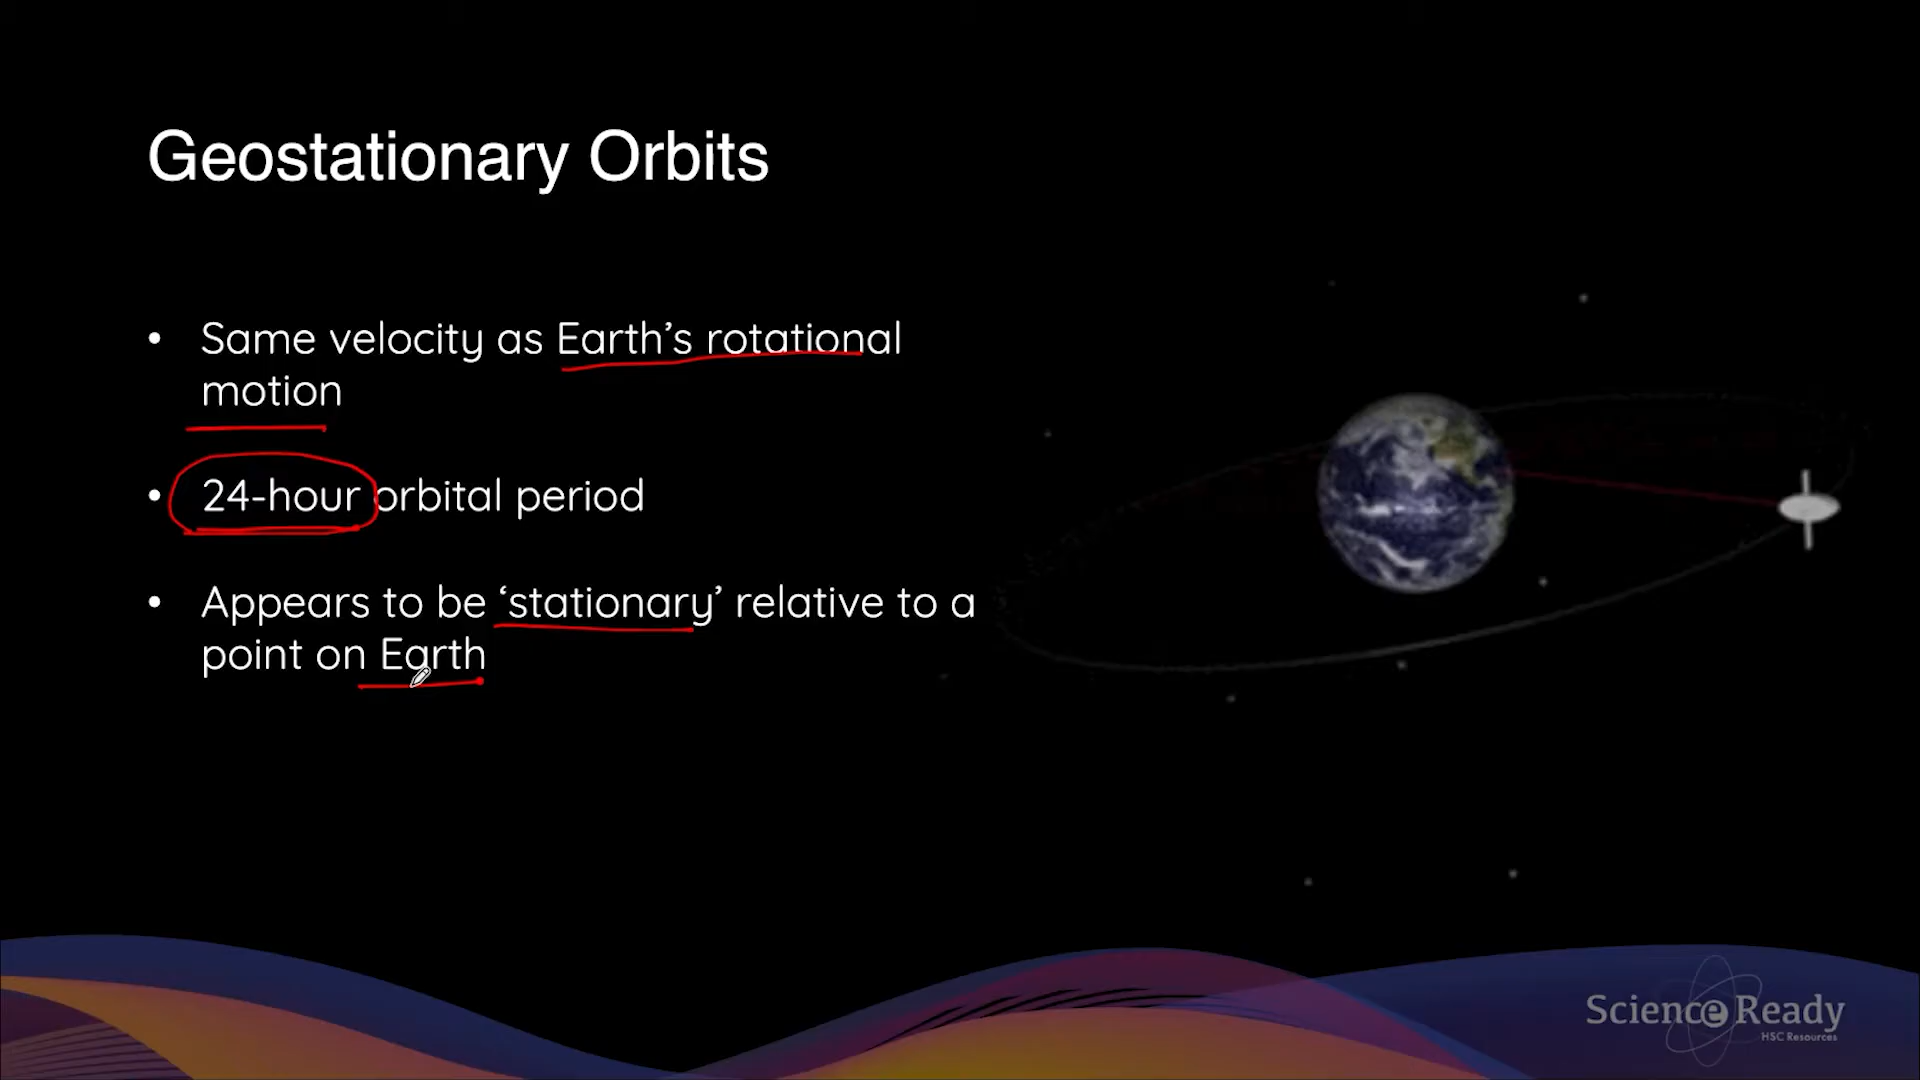 Geostationary Orbits
• Same velocity as Earth’s rotational
motion
• 24-hour orbital period
• Appears to be ‘stationary’ relative to a
point on Earth
Science Ready
HSC Resources